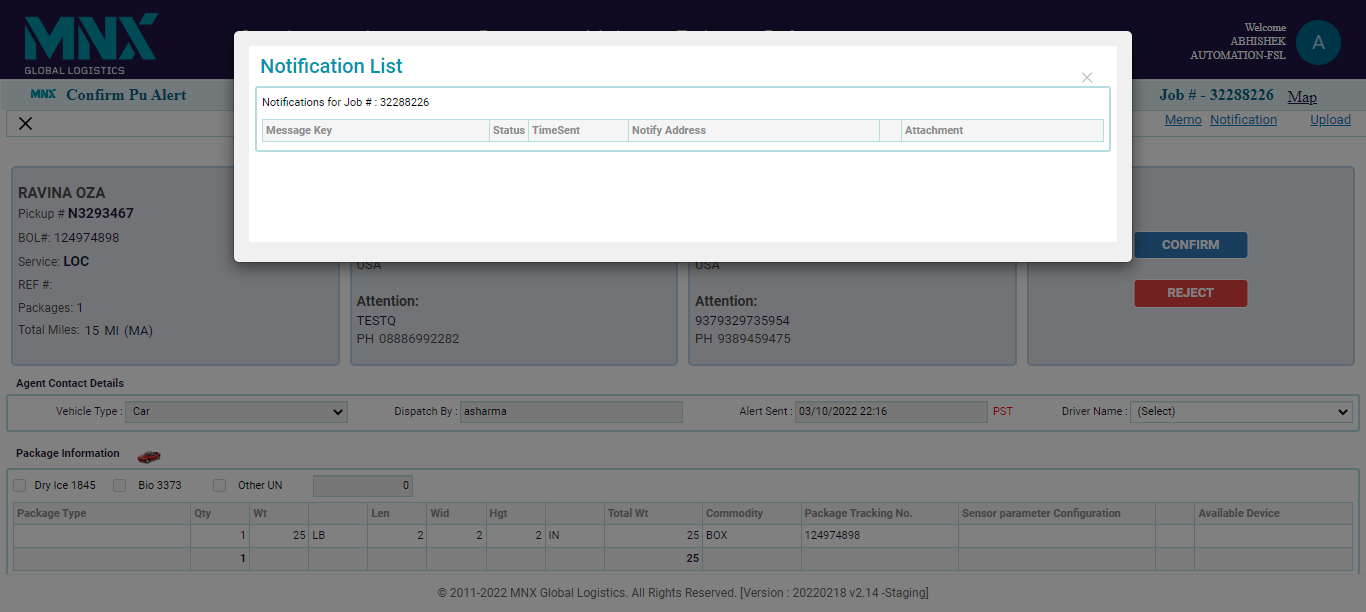 MNX
GLOBAL LOGISTICS
Welcome
ABHISHEK
AUTOMATION-FSL
A
MNX Confirm Pu Alert
Job # - 32288226 Map
Memo Notification Upload
Notification List
Notifications for Job # : 32288226
Message Key Status TimeSent Notify Address Attachment
RAVINA OZA
Pickup # N3293467
BOL#: 124974898
Service: LOC
REF #:
Packages: 1
Total Miles: 15 MI (MA)
USA
Attention:
TESTQ
PH 08886992282
USA
Attention:
9379329735954
PH 9389459475
CONFIRM
REJECT
Agent Contact Details
Vehicle Type : Car Dispatch By : asharma Alert Sent : 03/10/2022 22:16 PST Driver Name : (Select)
Package Information
Dry Ice 1845 Bio 3373 Other UN 0
Package Type Qty Wt Len Wid Hgt Total Wt Commodity Package Tracking No. Sensor parameter Configuration Available Device
1 25 LB 2 2 2 IN 25 BOX 124974898
1 25
© 2011-2022 MNX Global Logistics. All Rights Reserved. [Version : 20220218 v2.14 -Staging]